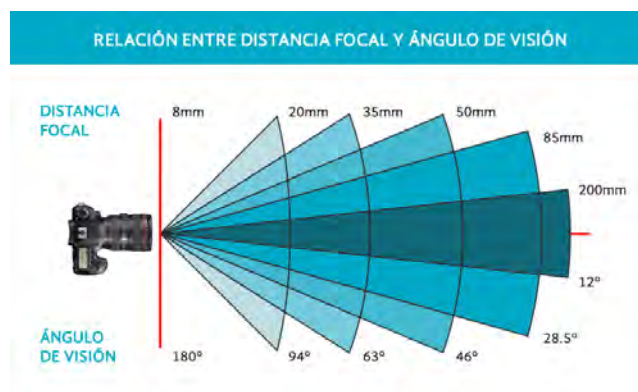 RELACIÓN ENTRE DISTANCIA FOCAL Y ÁNGULO DE VISIÓN
DISTANCIA
FOCAL
8mm
20mm
35mm
50mm
85mm
200mm
12º
28.5º
ÁNGULO
DE VISIÓN
180º
94º
63º
46º